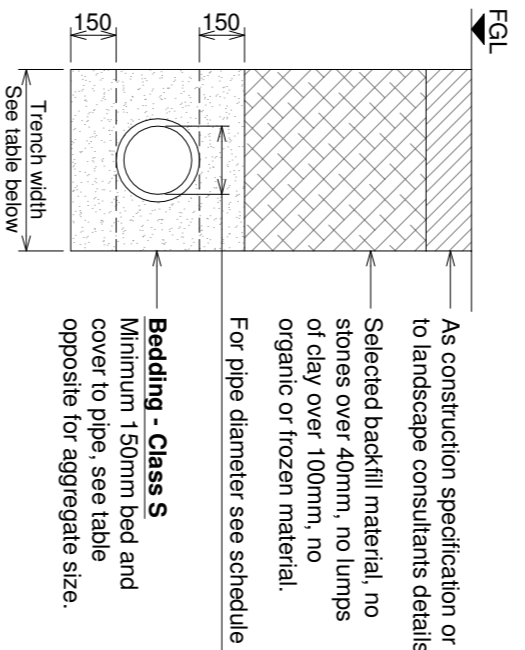 FGL
As construction specification or
to landscape consultants details
Selected backfill material, no
stones over 40mm, no lumps
of clay over 100mm, no
organic or frozen material.
For pipe diameter see schedule
Bedding - Class S
Minimum 150mm bed and
cover to pipe, see table
opposite for aggregate size.
150
150
Trench width
See table below